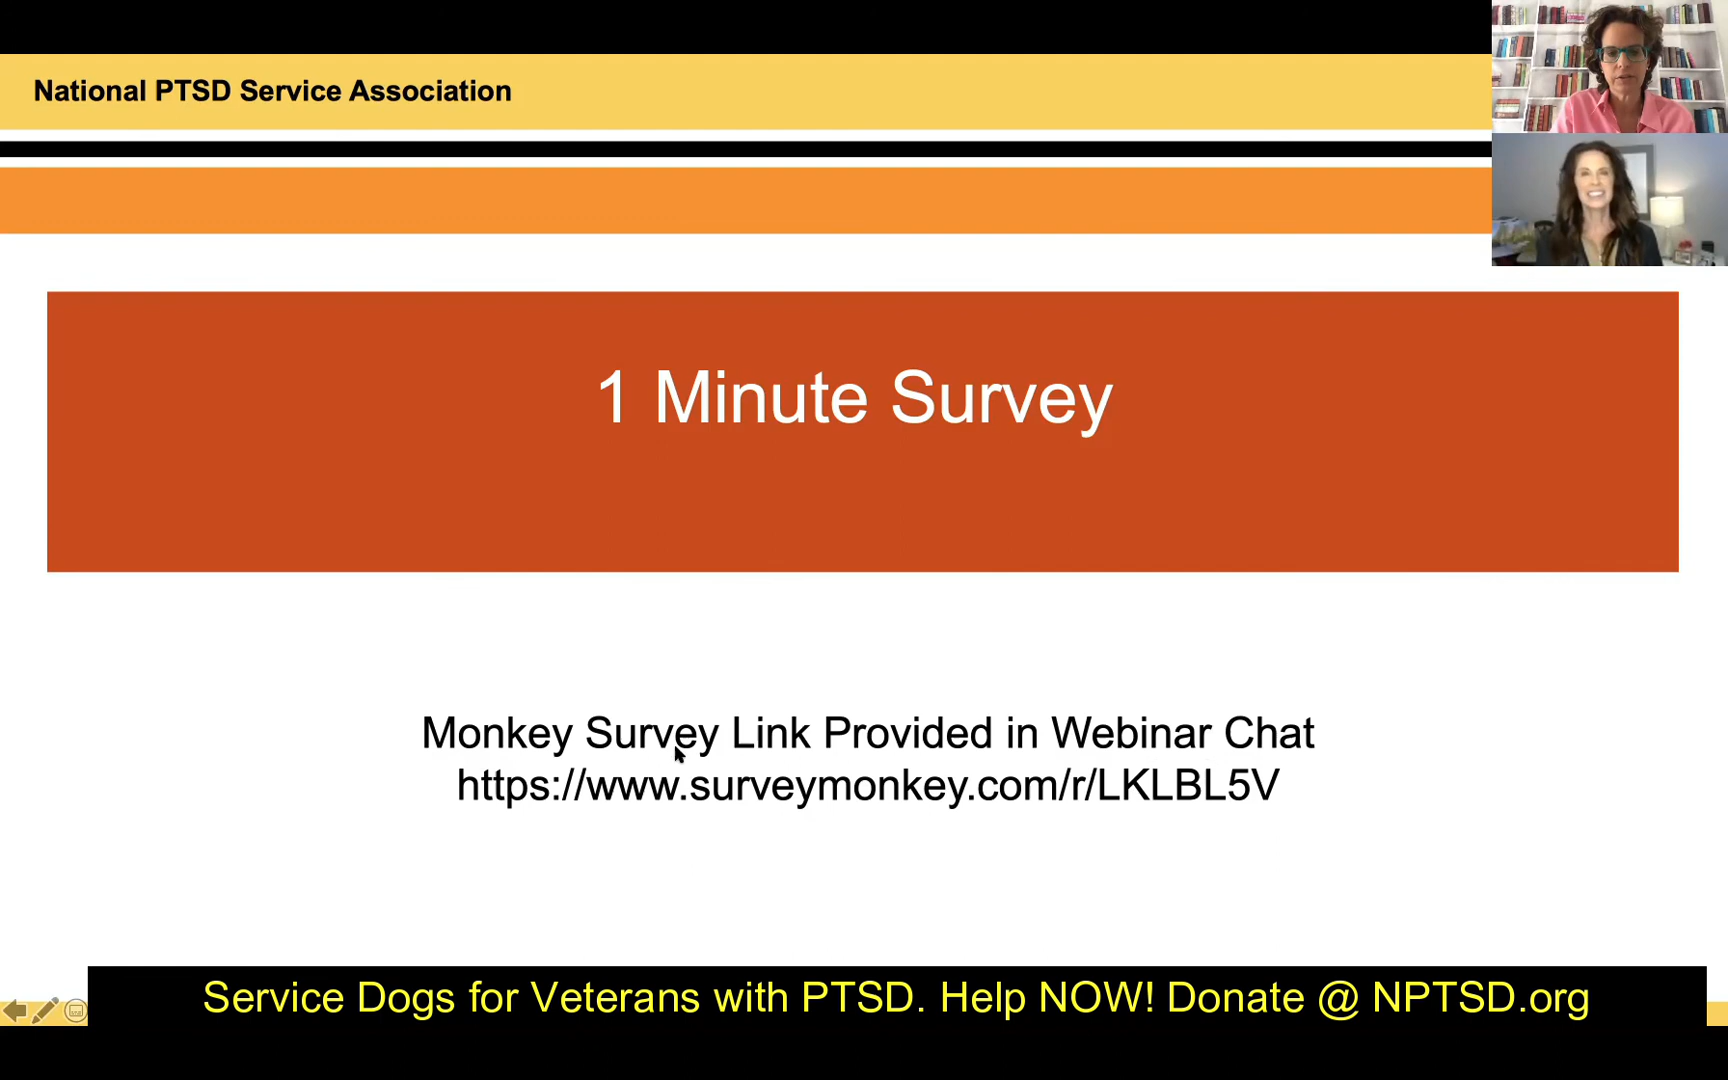 National PTSD Service Association
1 Minute Survey
Monkey Survey Link Provided in Webinar Chat
https://www.surveymonkey.com/r/LKLBL5V
Service Dogs for Veterans with PTSD. Help NOW! Donate @ NPTSD.org